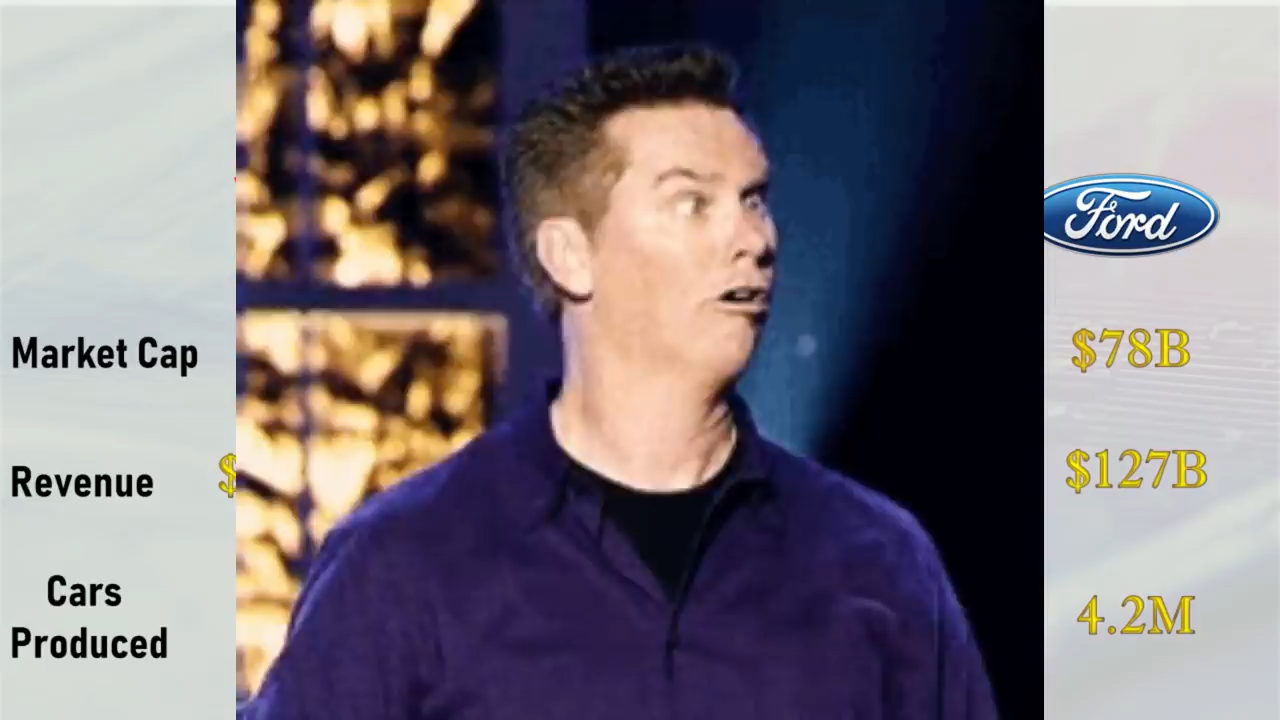 Ford
Market Cap
$78B
Revenue
$
$127B
Cars
Produced
4.2M